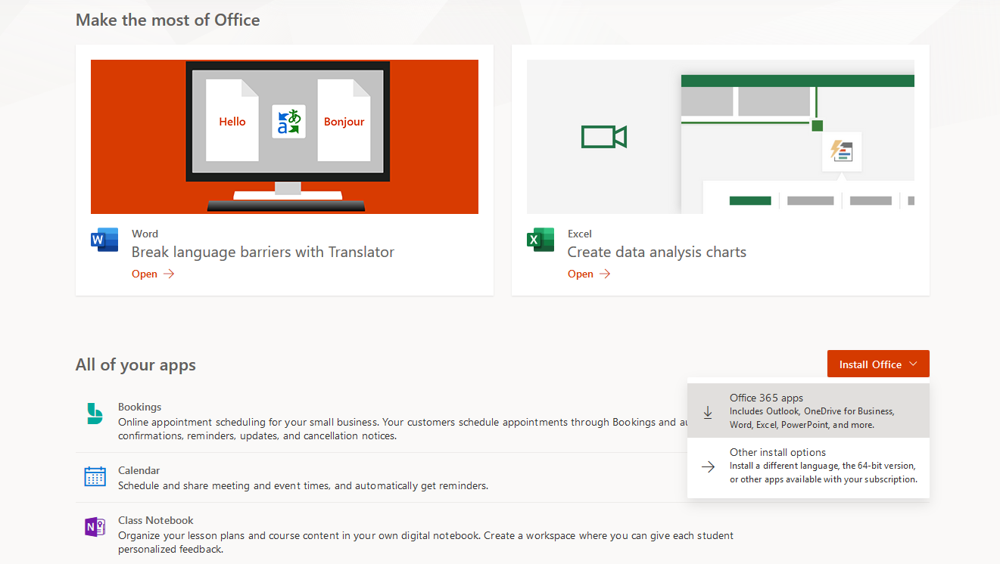 Make the most of Office
Hello
a
あ
Bonjour
W
Word
Break language barriers with Translator
Open
X
Excel
Create data analysis charts
Open
All of your apps
Install Office
Office 365 apps
Includes Outlook, OneDrive for Business,
Word, Excel, PowerPoint, and more.
Other install options
Install a different language, the 64-bit version,
or other apps available with your subscription.
Bookings
Online appointment scheduling for your small business. Your customers schedule appointments through Bookings and
confirmations, reminders, updates, and cancellation notices.
Calendar
Schedule and share meeting and event times, and automatically get reminders.
N
Class Notebook
Organize your lesson plans and course content in your own digital notebook. Create a workspace where you can give each student
personalized feedback.